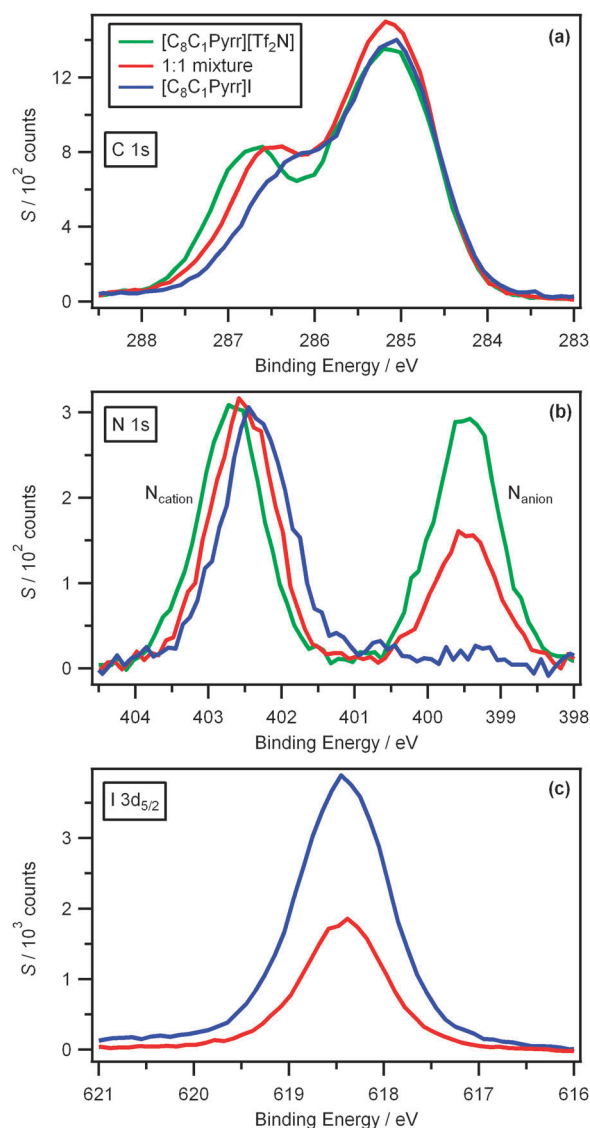 [C₈C₁Pyrr][Tf₂N]
1:1 mixture
[C₈C₁Pyrr]I
(a)
C 1s
S / 10² counts
12
8
4
0
288 287 286 285 284 283
Binding Energy / eV
N 1s
(b)
N_cation
N_anion
S / 10² counts
3
2
1
0
404 403 402 401 400 399 398
Binding Energy / eV
I 3d₅/₂
(c)
S / 10³ counts
3
2
1
0
621 620 619 618 617 616
Binding Energy / eV